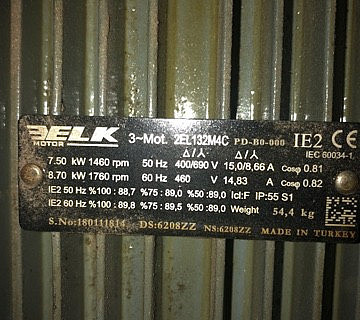 ELK
MOTOR
3~Mot. 2EL132M4C PD-B0-000 IE2 CE
IEC 60034-1
Δ/⅄ Δ/⅄
7.50 kW 1460 rpm 50 Hz 400/690 V 15,0/8,66 A Cosφ 0.81
8.70 kW 1760 rpm 60 Hz 460 V 14,83 A Cosφ 0.82
IE2 50 Hz %100 : 88,7 %75 : 89,0 %50 :89,0 Icl:F IP:55 S1
IE2 60 Hz %100 : 89,8 %75 : 89,5 %50 :89,0 Weight 54,4 kg
S.No:180111814 DS:6208ZZ NS:6208ZZ MADE IN TURKEY